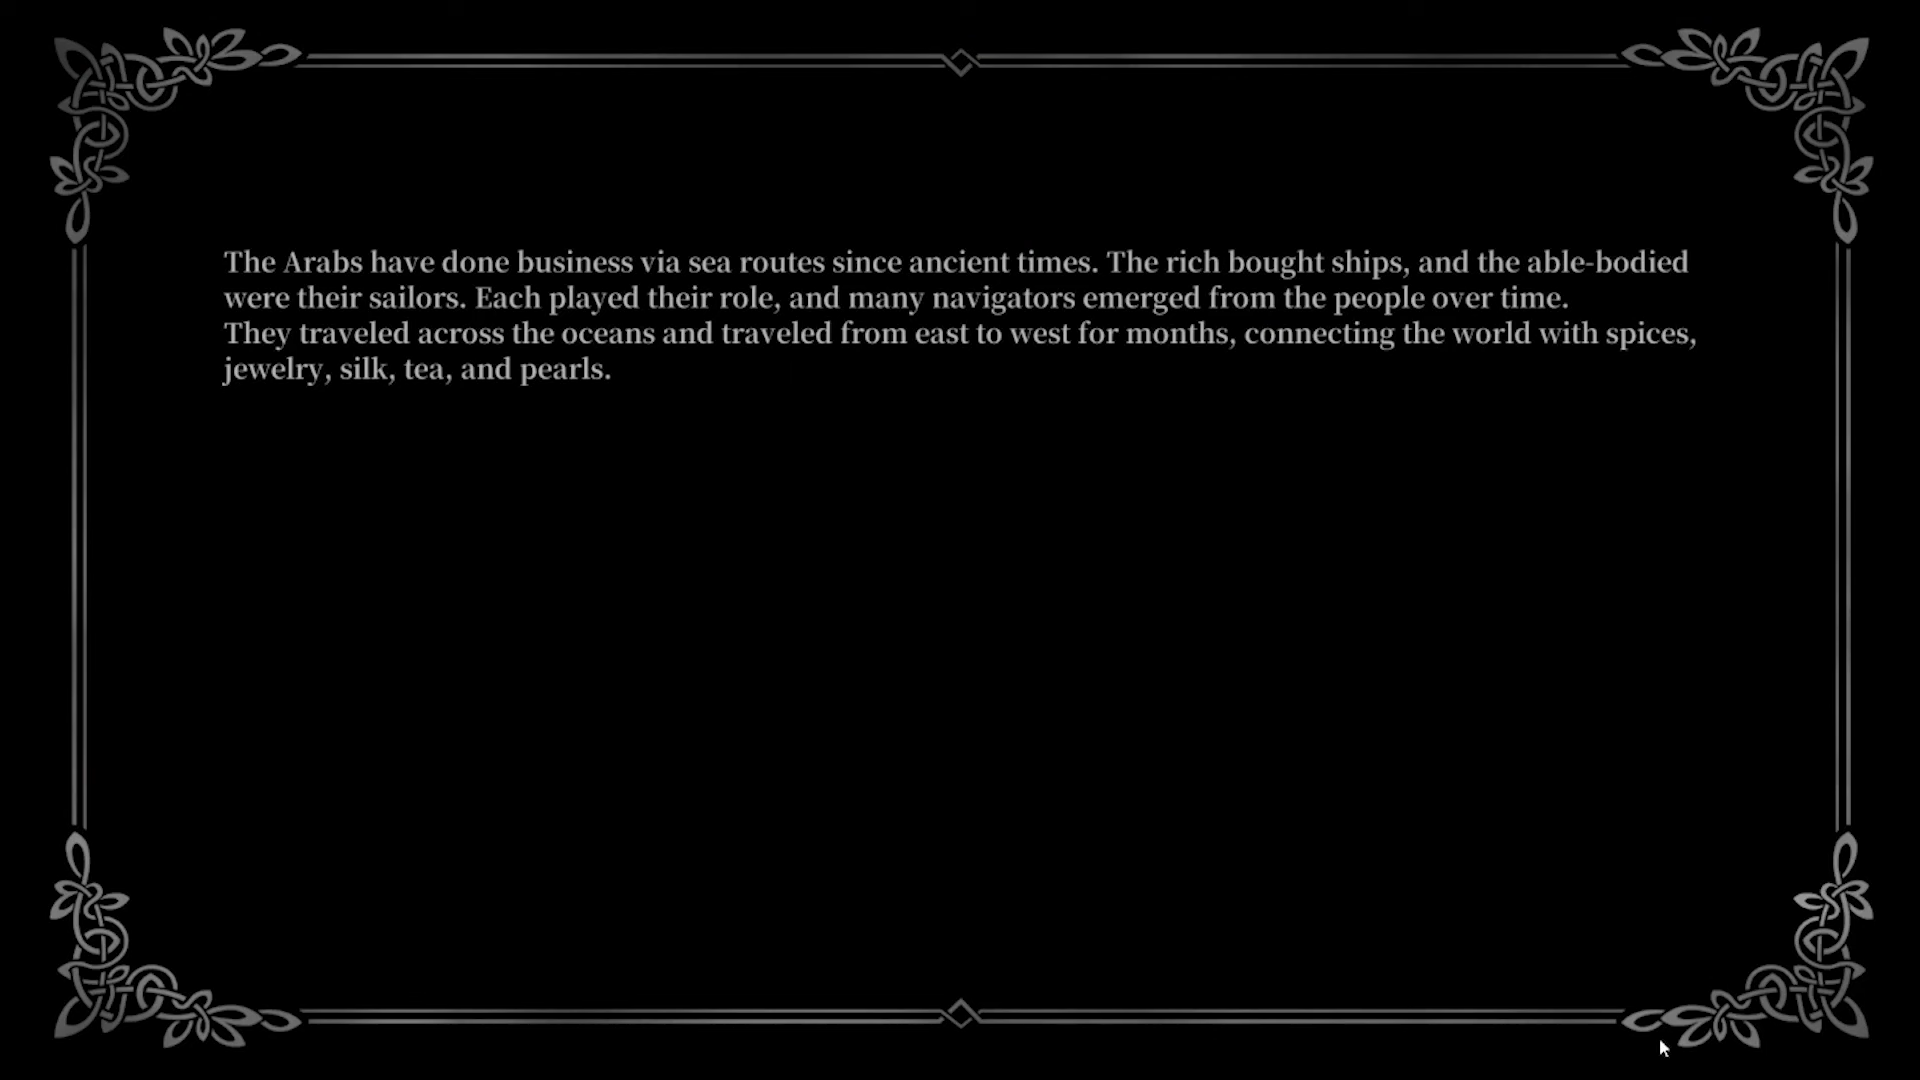 The Arabs have done business via sea routes since ancient times. The rich bought ships, and the able-bodied
were their sailors. Each played their role, and many navigators emerged from the people over time.
They traveled across the oceans and traveled from east to west for months, connecting the world with spices,
jewelry, silk, tea, and pearls.